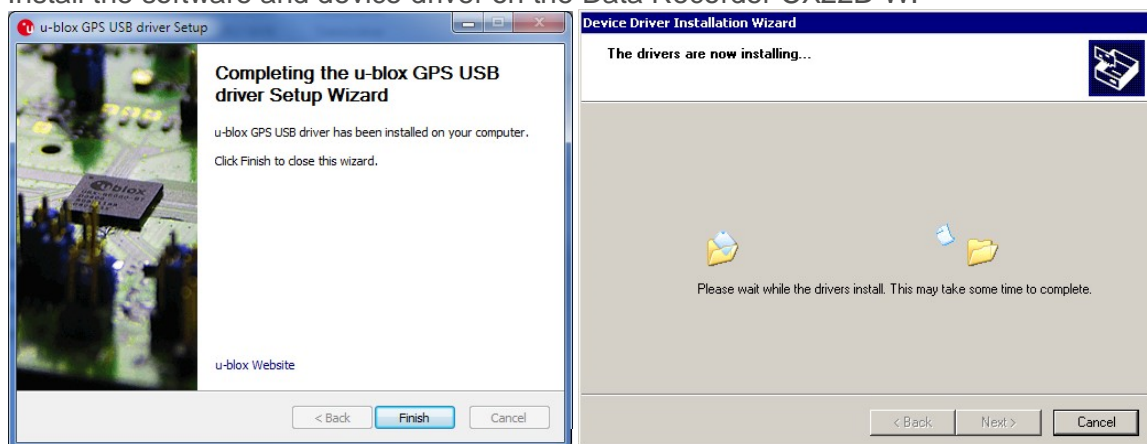 Install the software and device driver on the Data Recorder CX22B-W.
u-blox GPS USB driver Setup
Completing the u-blox GPS USB
driver Setup Wizard
u-blox GPS USB driver has been installed on your computer.
Click Finish to close this wizard.
blox
u-blox Website
< Back
Finish
Cancel
Device Driver Installation Wizard
The drivers are now installing...
Please wait while the drivers install. This may take some time to complete.
< Back
Next >
Cancel